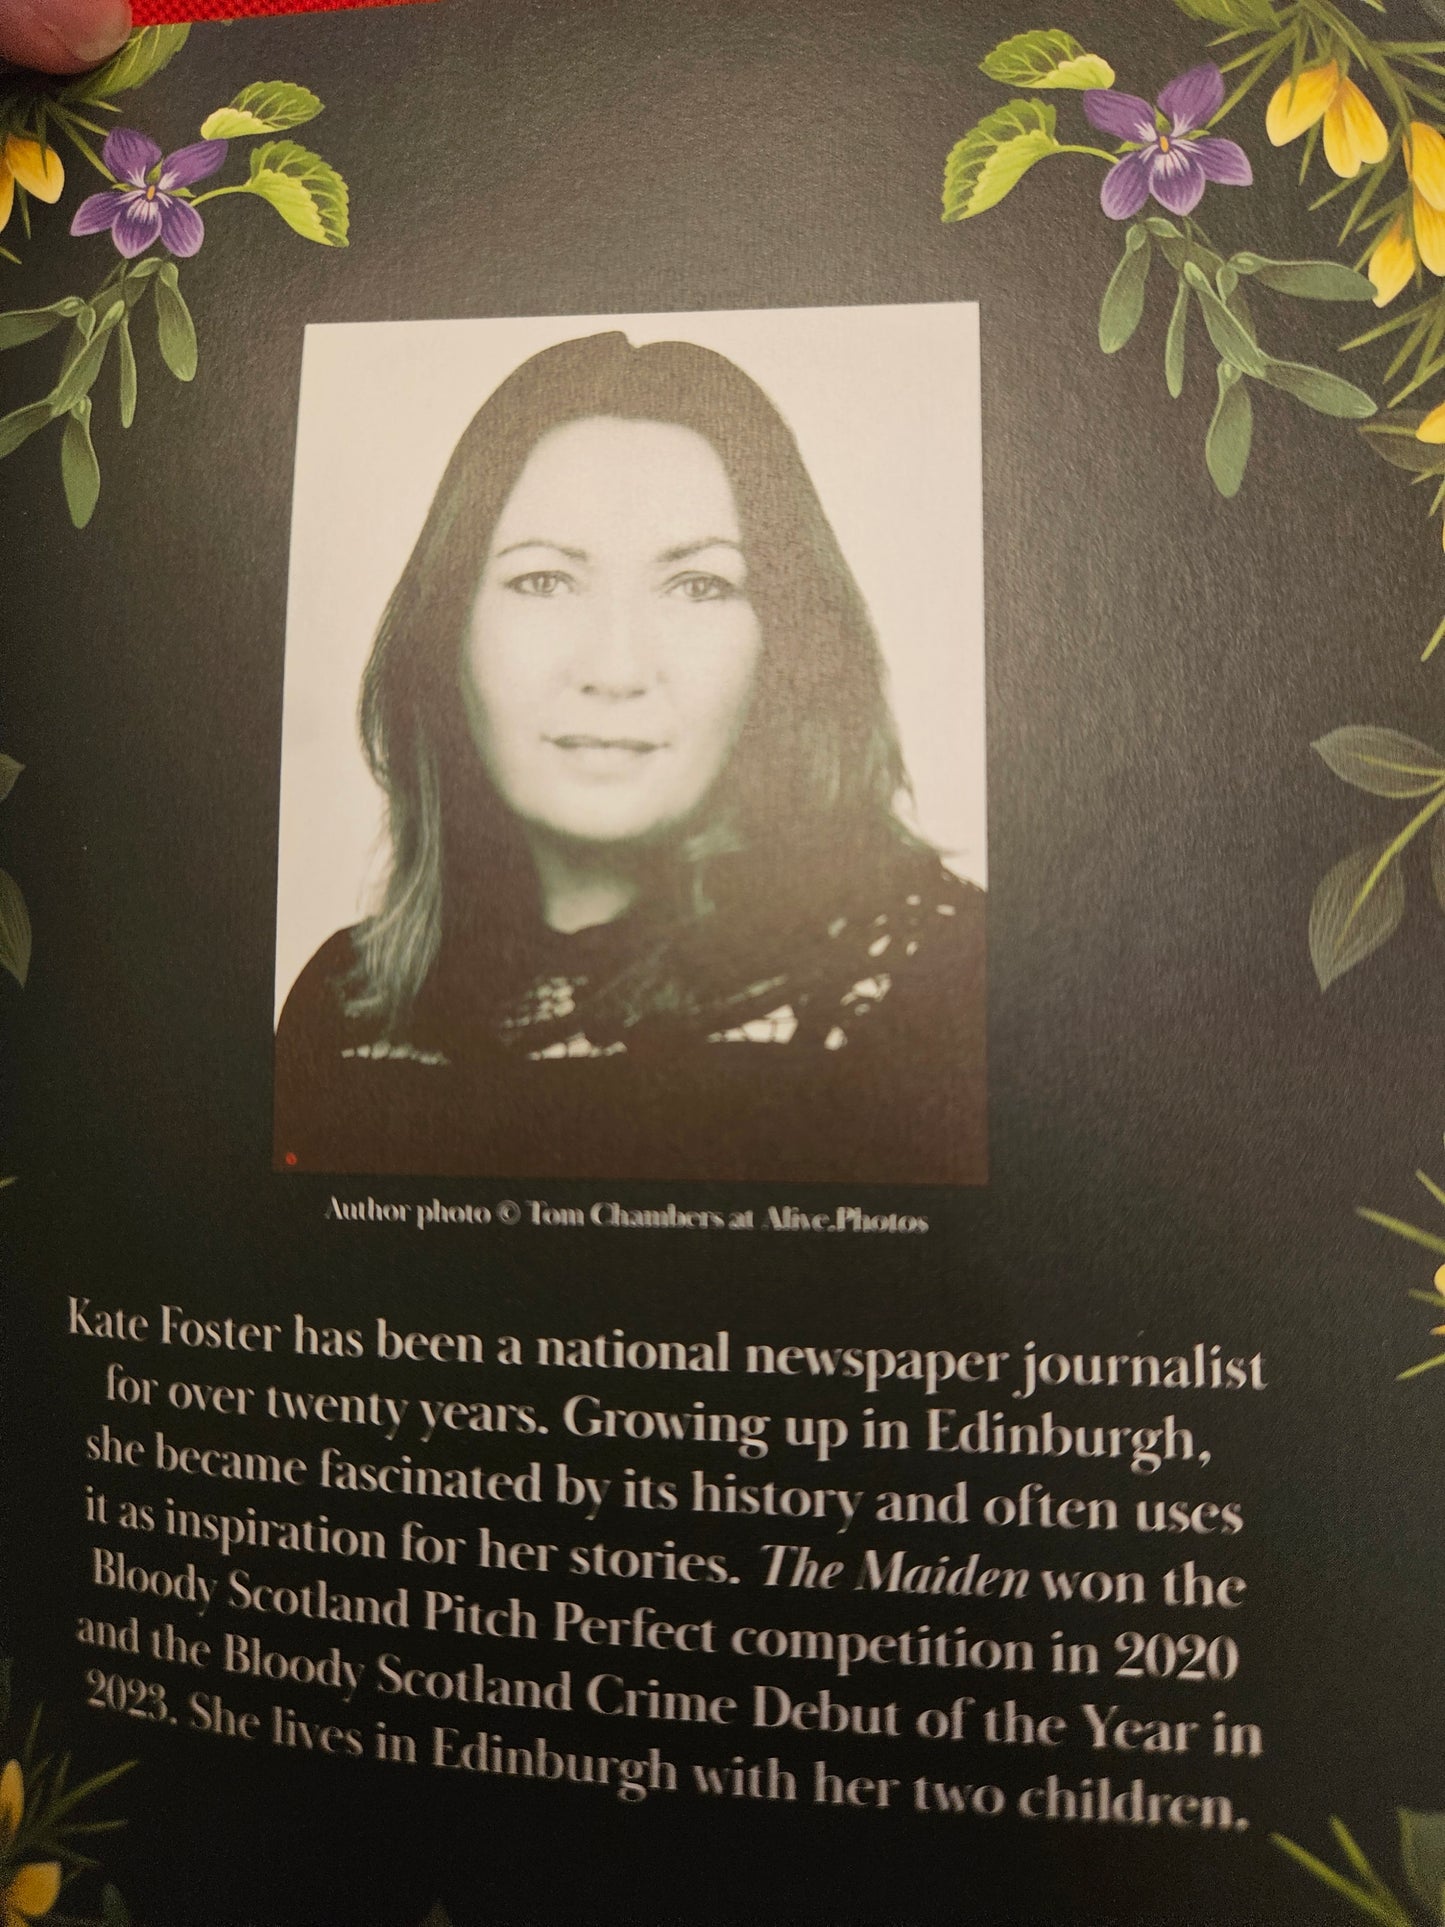 Author photo © Tom Chambers at Alive.Photos
Kate Foster has been a national newspaper journalist
for over twenty years. Growing up in Edinburgh,
she became fascinated by its history and often uses
it as inspiration for her stories. The Maiden won the
Bloody Scotland Pitch Perfect competition in 2020
and the Bloody Scotland Crime Debut of the Year in
2023. She lives in Edinburgh with her two children.